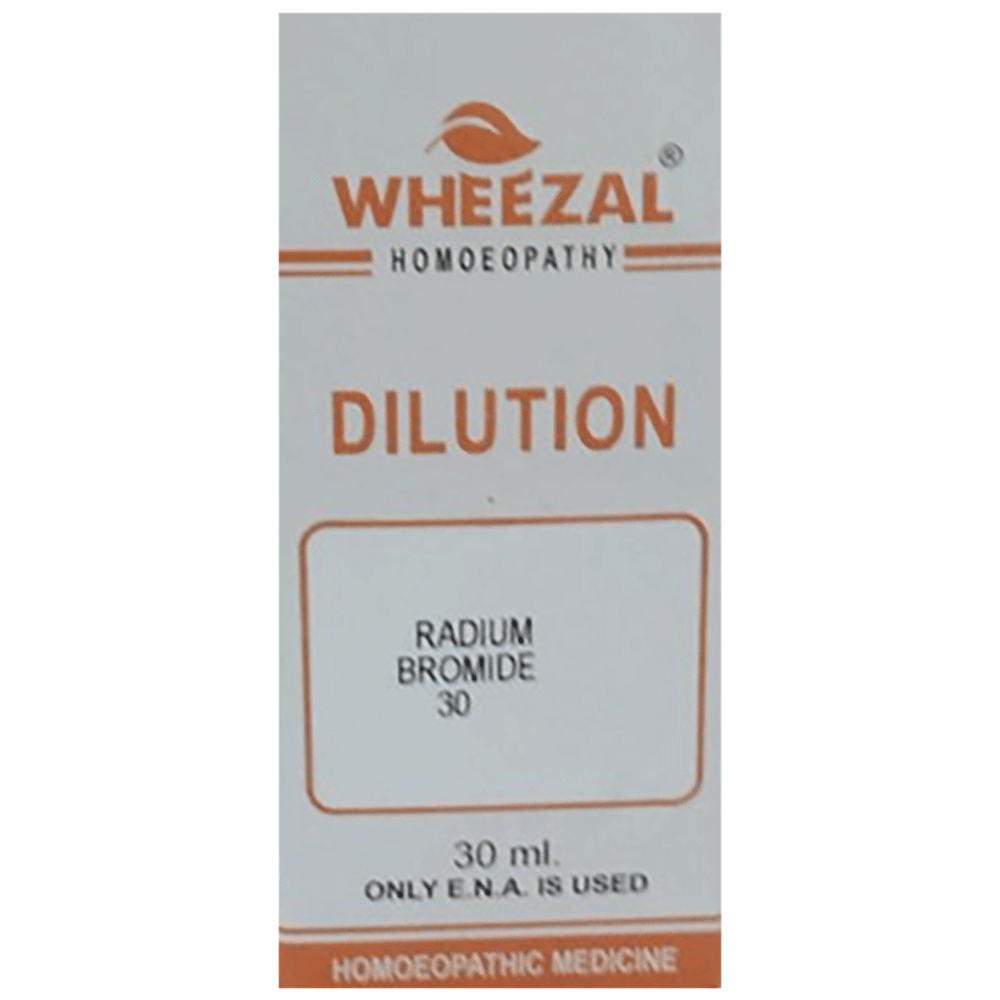 WHEEZAL®
HOMOEOPATHY
DILUTION
RADIUM
BROMIDE
30
30 ml.
ONLY E.N.A. IS USED
HOMOEOPATHIC MEDICINE